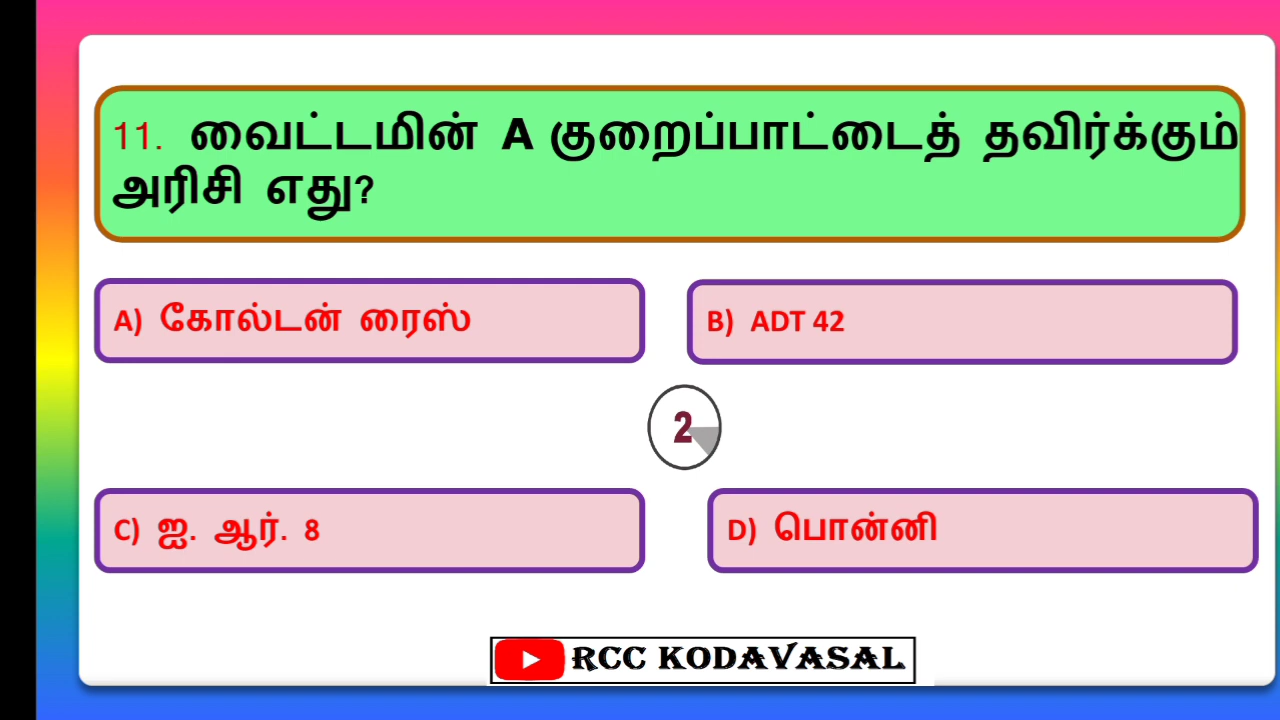 11. வைட்டமின் A குறைப்பாட்டைத் தவிர்க்கும்
அரிசி எது?
A) கோல்டன் ரைஸ்
B) ADT 42
2
C) ஐ. ஆர். 8
D) பொன்னி
RCC KODAVASAL